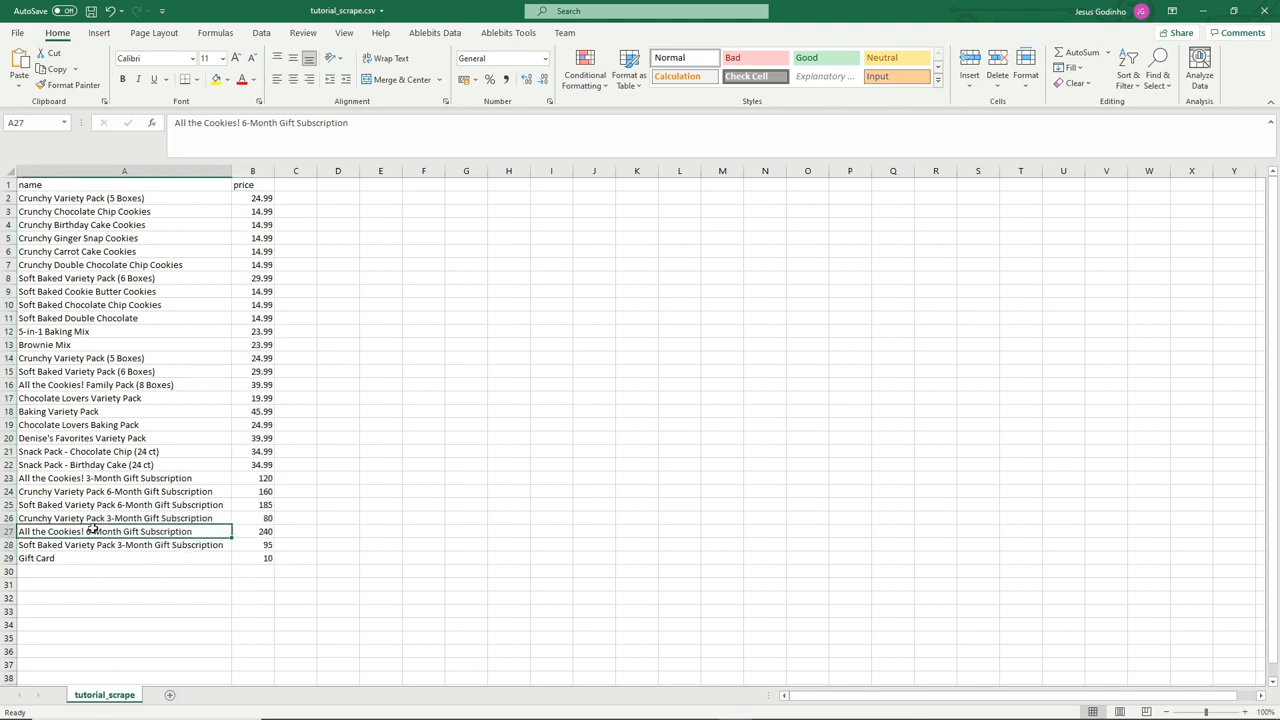 AutoSave Off tutorial_scrape.csv Search Jesus Godinho JG
File Home Insert Page Layout Formulas Data Review View Help Ablebits Data Ablebits Tools Team Share Comments
Paste Cut Copy Format Painter Clipboard
Calibri 11 B I U A A A Font
Wrap Text Merge & Center Alignment
General $ % , Number
Conditional Formatting Format as Table
Normal Bad Good Neutral
Calculation Check Cell Explanatory ... Input
Styles
Insert Delete Format Cells
AutoSum Fill Clear Sort & Filter Find & Select Editing
Analyze Data Analysis
A27 fx All the Cookies! 6-Month Gift Subscription
A B C D E F G H I J K L M N O P Q R S T U V W X Y
1 name price
2 Crunchy Variety Pack (5 Boxes) 24.99
3 Crunchy Chocolate Chip Cookies 14.99
4 Crunchy Birthday Cake Cookies 14.99
5 Crunchy Ginger Snap Cookies 14.99
6 Crunchy Carrot Cake Cookies 14.99
7 Crunchy Double Chocolate Chip Cookies 14.99
8 Soft Baked Variety Pack (6 Boxes) 29.99
9 Soft Baked Cookie Butter Cookies 14.99
10 Soft Baked Chocolate Chip Cookies 14.99
11 Soft Baked Double Chocolate 14.99
12 5-in-1 Baking Mix 23.99
13 Brownie Mix 23.99
14 Crunchy Variety Pack (5 Boxes) 24.99
15 Soft Baked Variety Pack (6 Boxes) 29.99
16 All the Cookies! Family Pack (8 Boxes) 39.99
17 Chocolate Lovers Variety Pack 19.99
18 Baking Variety Pack 45.99
19 Chocolate Lovers Baking Pack 24.99
20 Denise's Favorites Variety Pack 39.99
21 Snack Pack - Chocolate Chip (24 ct) 34.99
22 Snack Pack - Birthday Cake (24 ct) 34.99
23 All the Cookies! 3-Month Gift Subscription 120
24 Crunchy Variety Pack 6-Month Gift Subscription 160
25 Soft Baked Variety Pack 6-Month Gift Subscription 185
26 Crunchy Variety Pack 3-Month Gift Subscription 80
27 All the Cookies! 6-Month Gift Subscription 240
28 Soft Baked Variety Pack 3-Month Gift Subscription 95
29 Gift Card 10
30
31
32
33
34
35
36
37
38
tutorial_scrape
Ready 100%